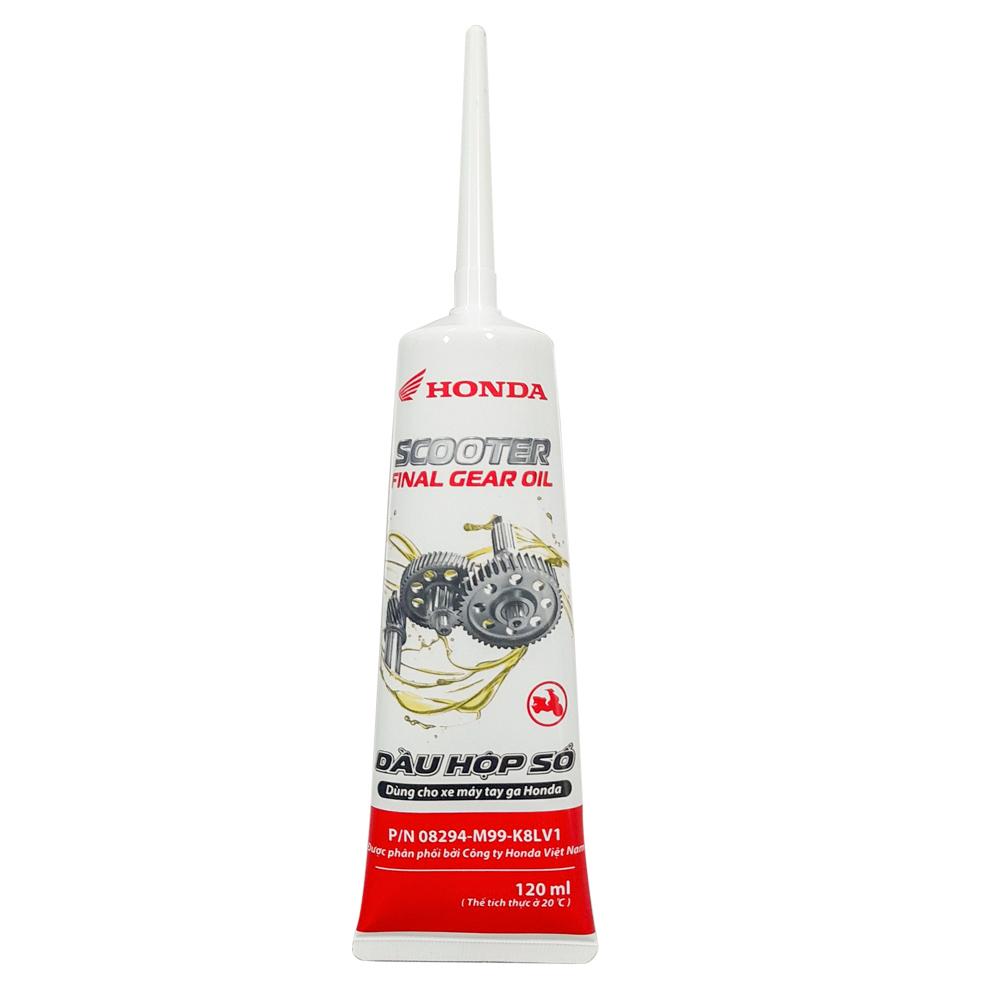 HONDA
SCOOTER
FINAL GEAR OIL
DẦU HỘP SỐ
Dùng cho xe máy tay ga Honda
P/N 08294-M99-K8LV1
Được phân phối bởi Công ty Honda Việt Nam
120 ml
( Thể tích thực ở 20 °C )